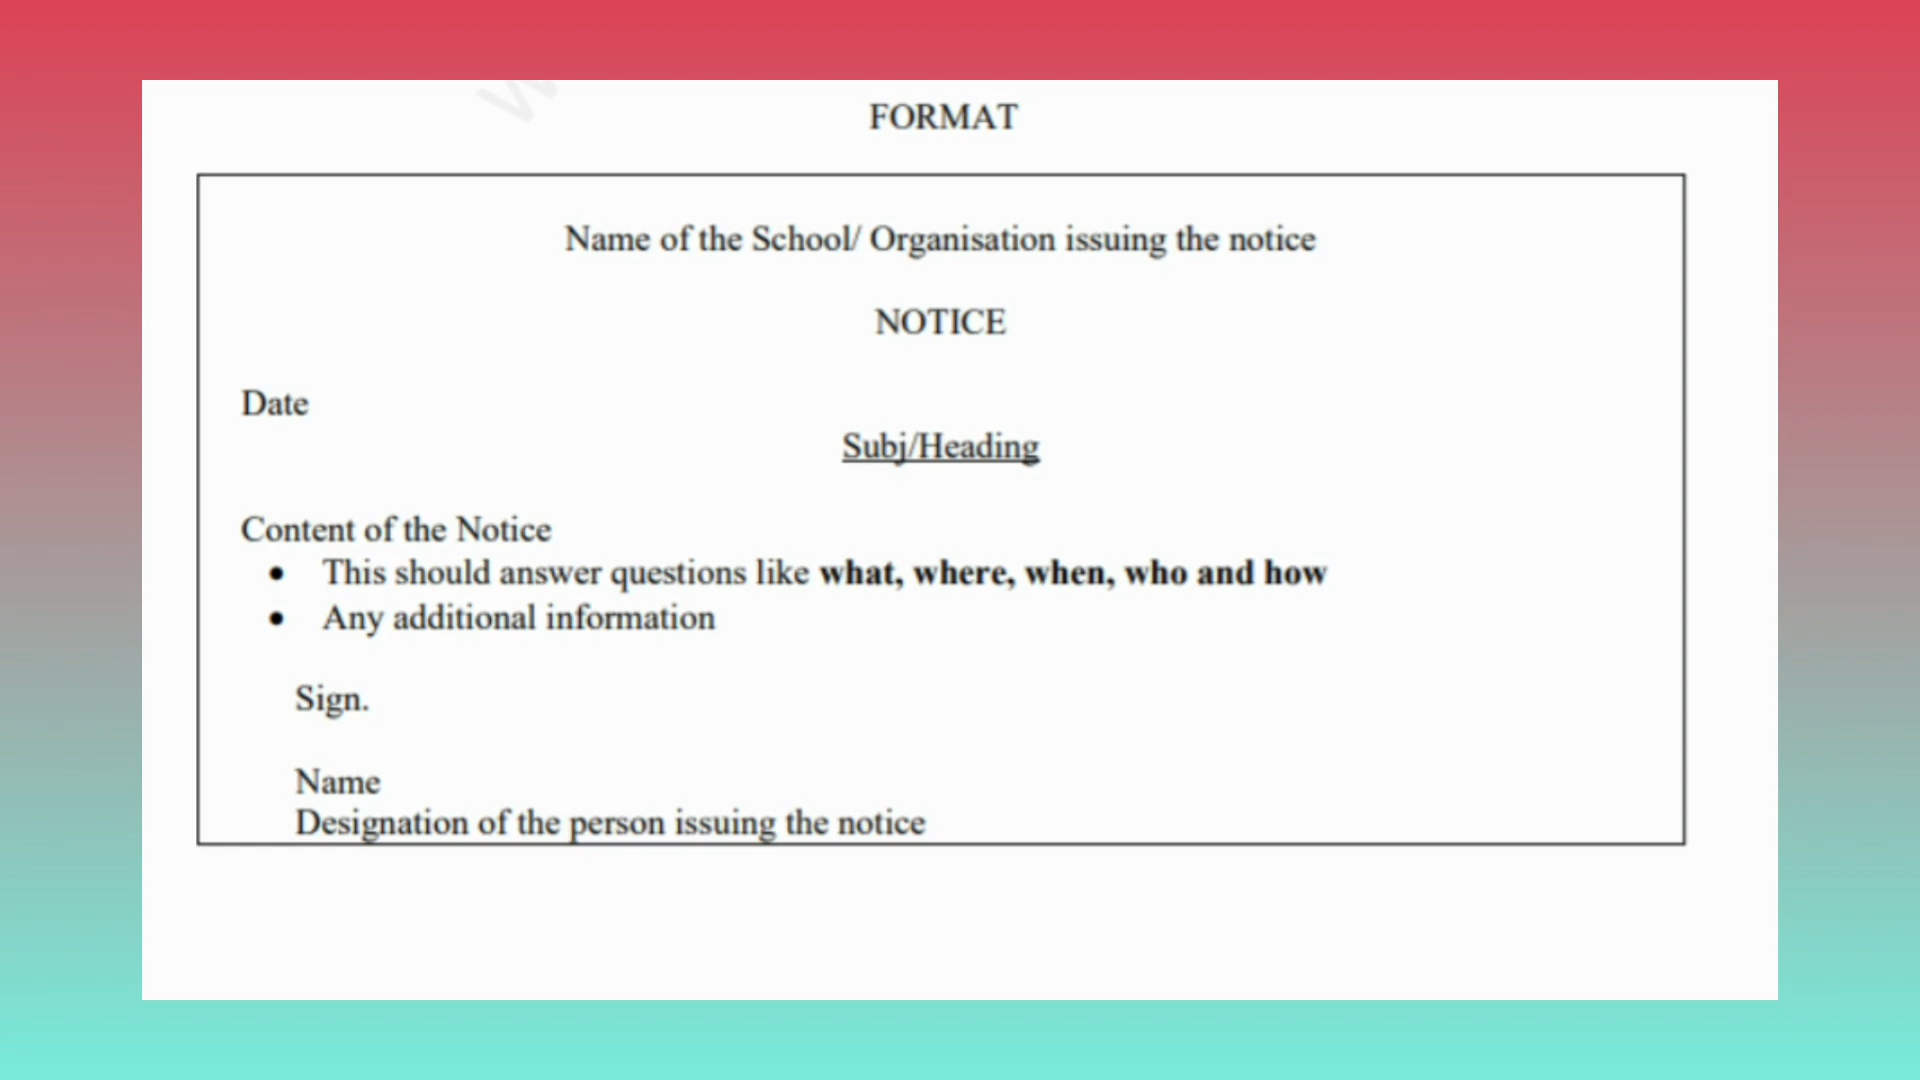 FORMAT
Name of the School/ Organisation issuing the notice
NOTICE
Date
Subj/Heading
Content of the Notice
• This should answer questions like what, where, when, who and how
• Any additional information
Sign.
Name
Designation of the person issuing the notice